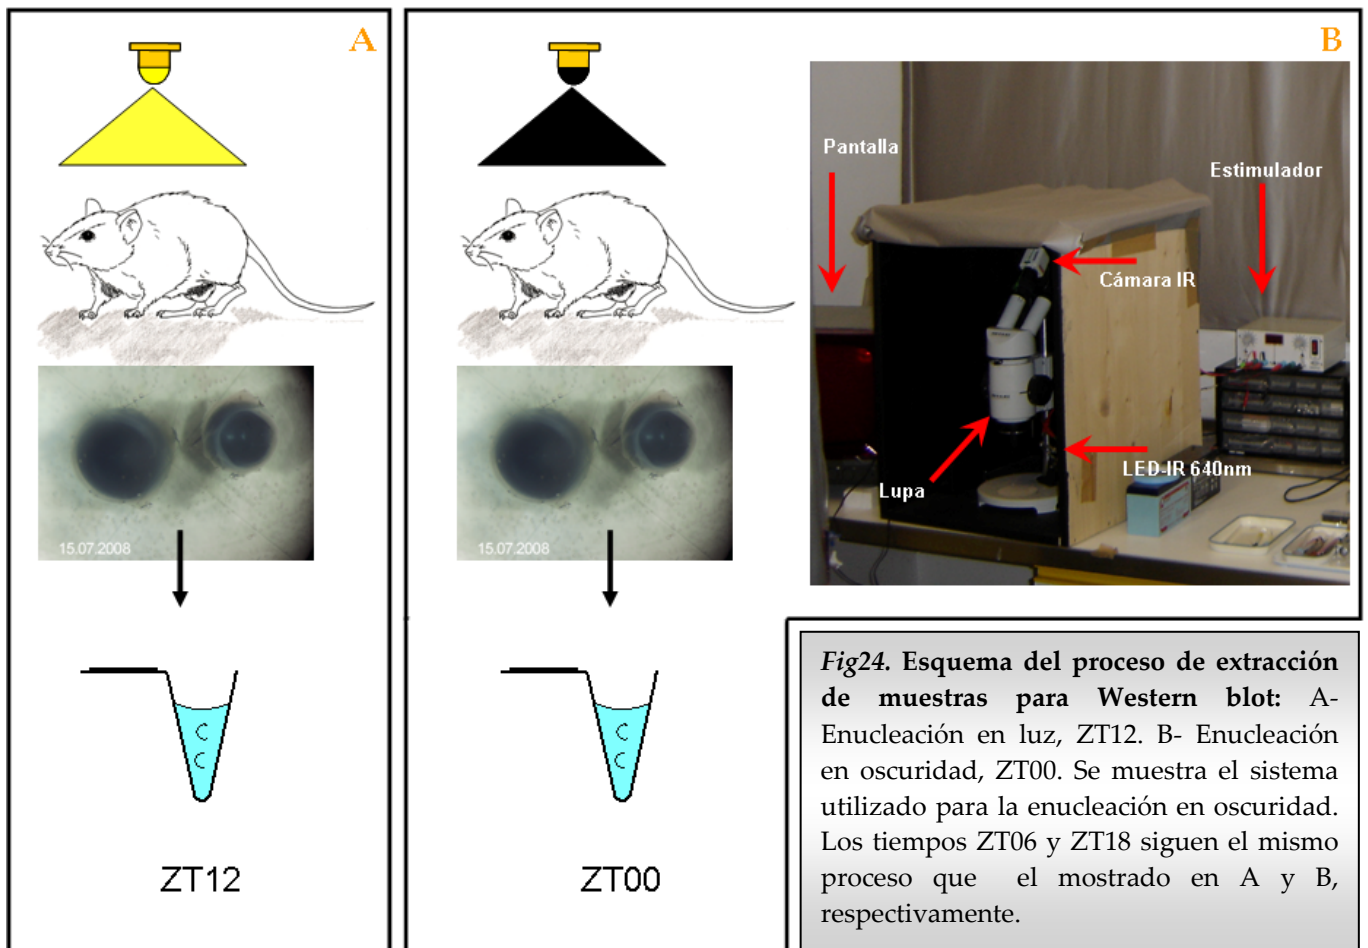 A
15.07.2008
ZT12
15.07.2008
ZT00
B
Pantalla
Estimulador
Cámara IR
LED-IR 640nm
Lupa
Fig24. Esquema del proceso de extracción
de muestras para Western blot: A-
Enucleación en luz, ZT12. B- Enucleación
en oscuridad, ZT00. Se muestra el sistema
utilizado para la enucleación en oscuridad.
Los tiempos ZT06 y ZT18 siguen el mismo
proceso que el mostrado en A y B,
respectivamente.